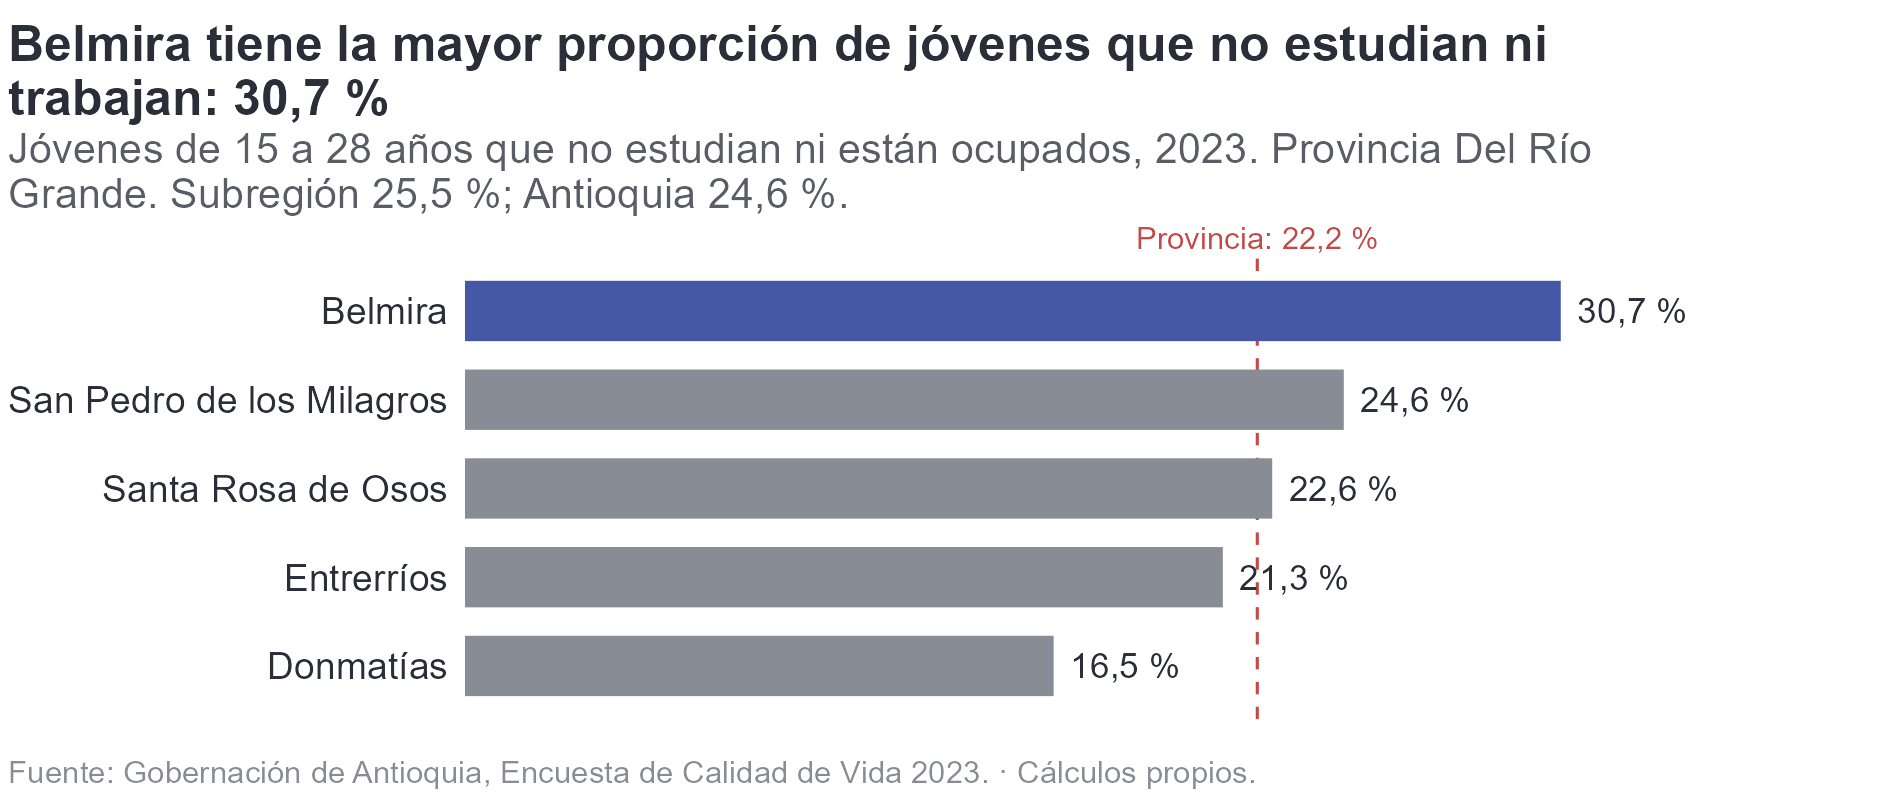 Belmira tiene la mayor proporción de jóvenes que no estudian ni
trabajan: 30,7 %
Jóvenes de 15 a 28 años que no estudian ni están ocupados, 2023. Provincia Del Río
Grande. Subregión 25,5 %; Antioquia 24,6 %.
Provincia: 22,2 %
Belmira 30,7 %
San Pedro de los Milagros 24,6 %
Santa Rosa de Osos 22,6 %
Entrerríos 21,3 %
Donmatías 16,5 %
Fuente: Gobernación de Antioquia, Encuesta de Calidad de Vida 2023. · Cálculos propios.